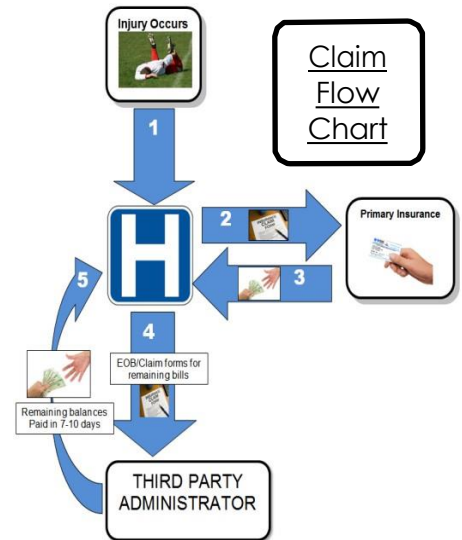 Injury Occurs
Claim
Flow
Chart
1
H
2
3
Primary Insurance
5
4
EOB/Claim forms for
remaining bills
Remaining balances
Paid in 7-10 days
THIRD PARTY
ADMINISTRATOR